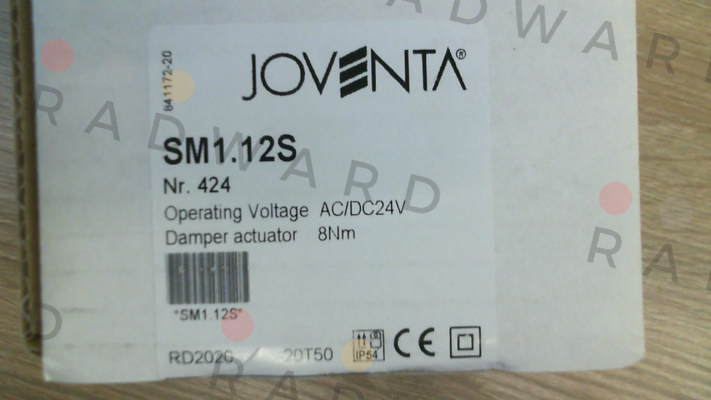 JOVENTA®
841172-20
SM1.12S
Nr. 424
Operating Voltage AC/DC24V
Damper actuator 8Nm
"SM1.12S"
RD2020 / 20T50
IP54
CE
RADWARD
RADWARD